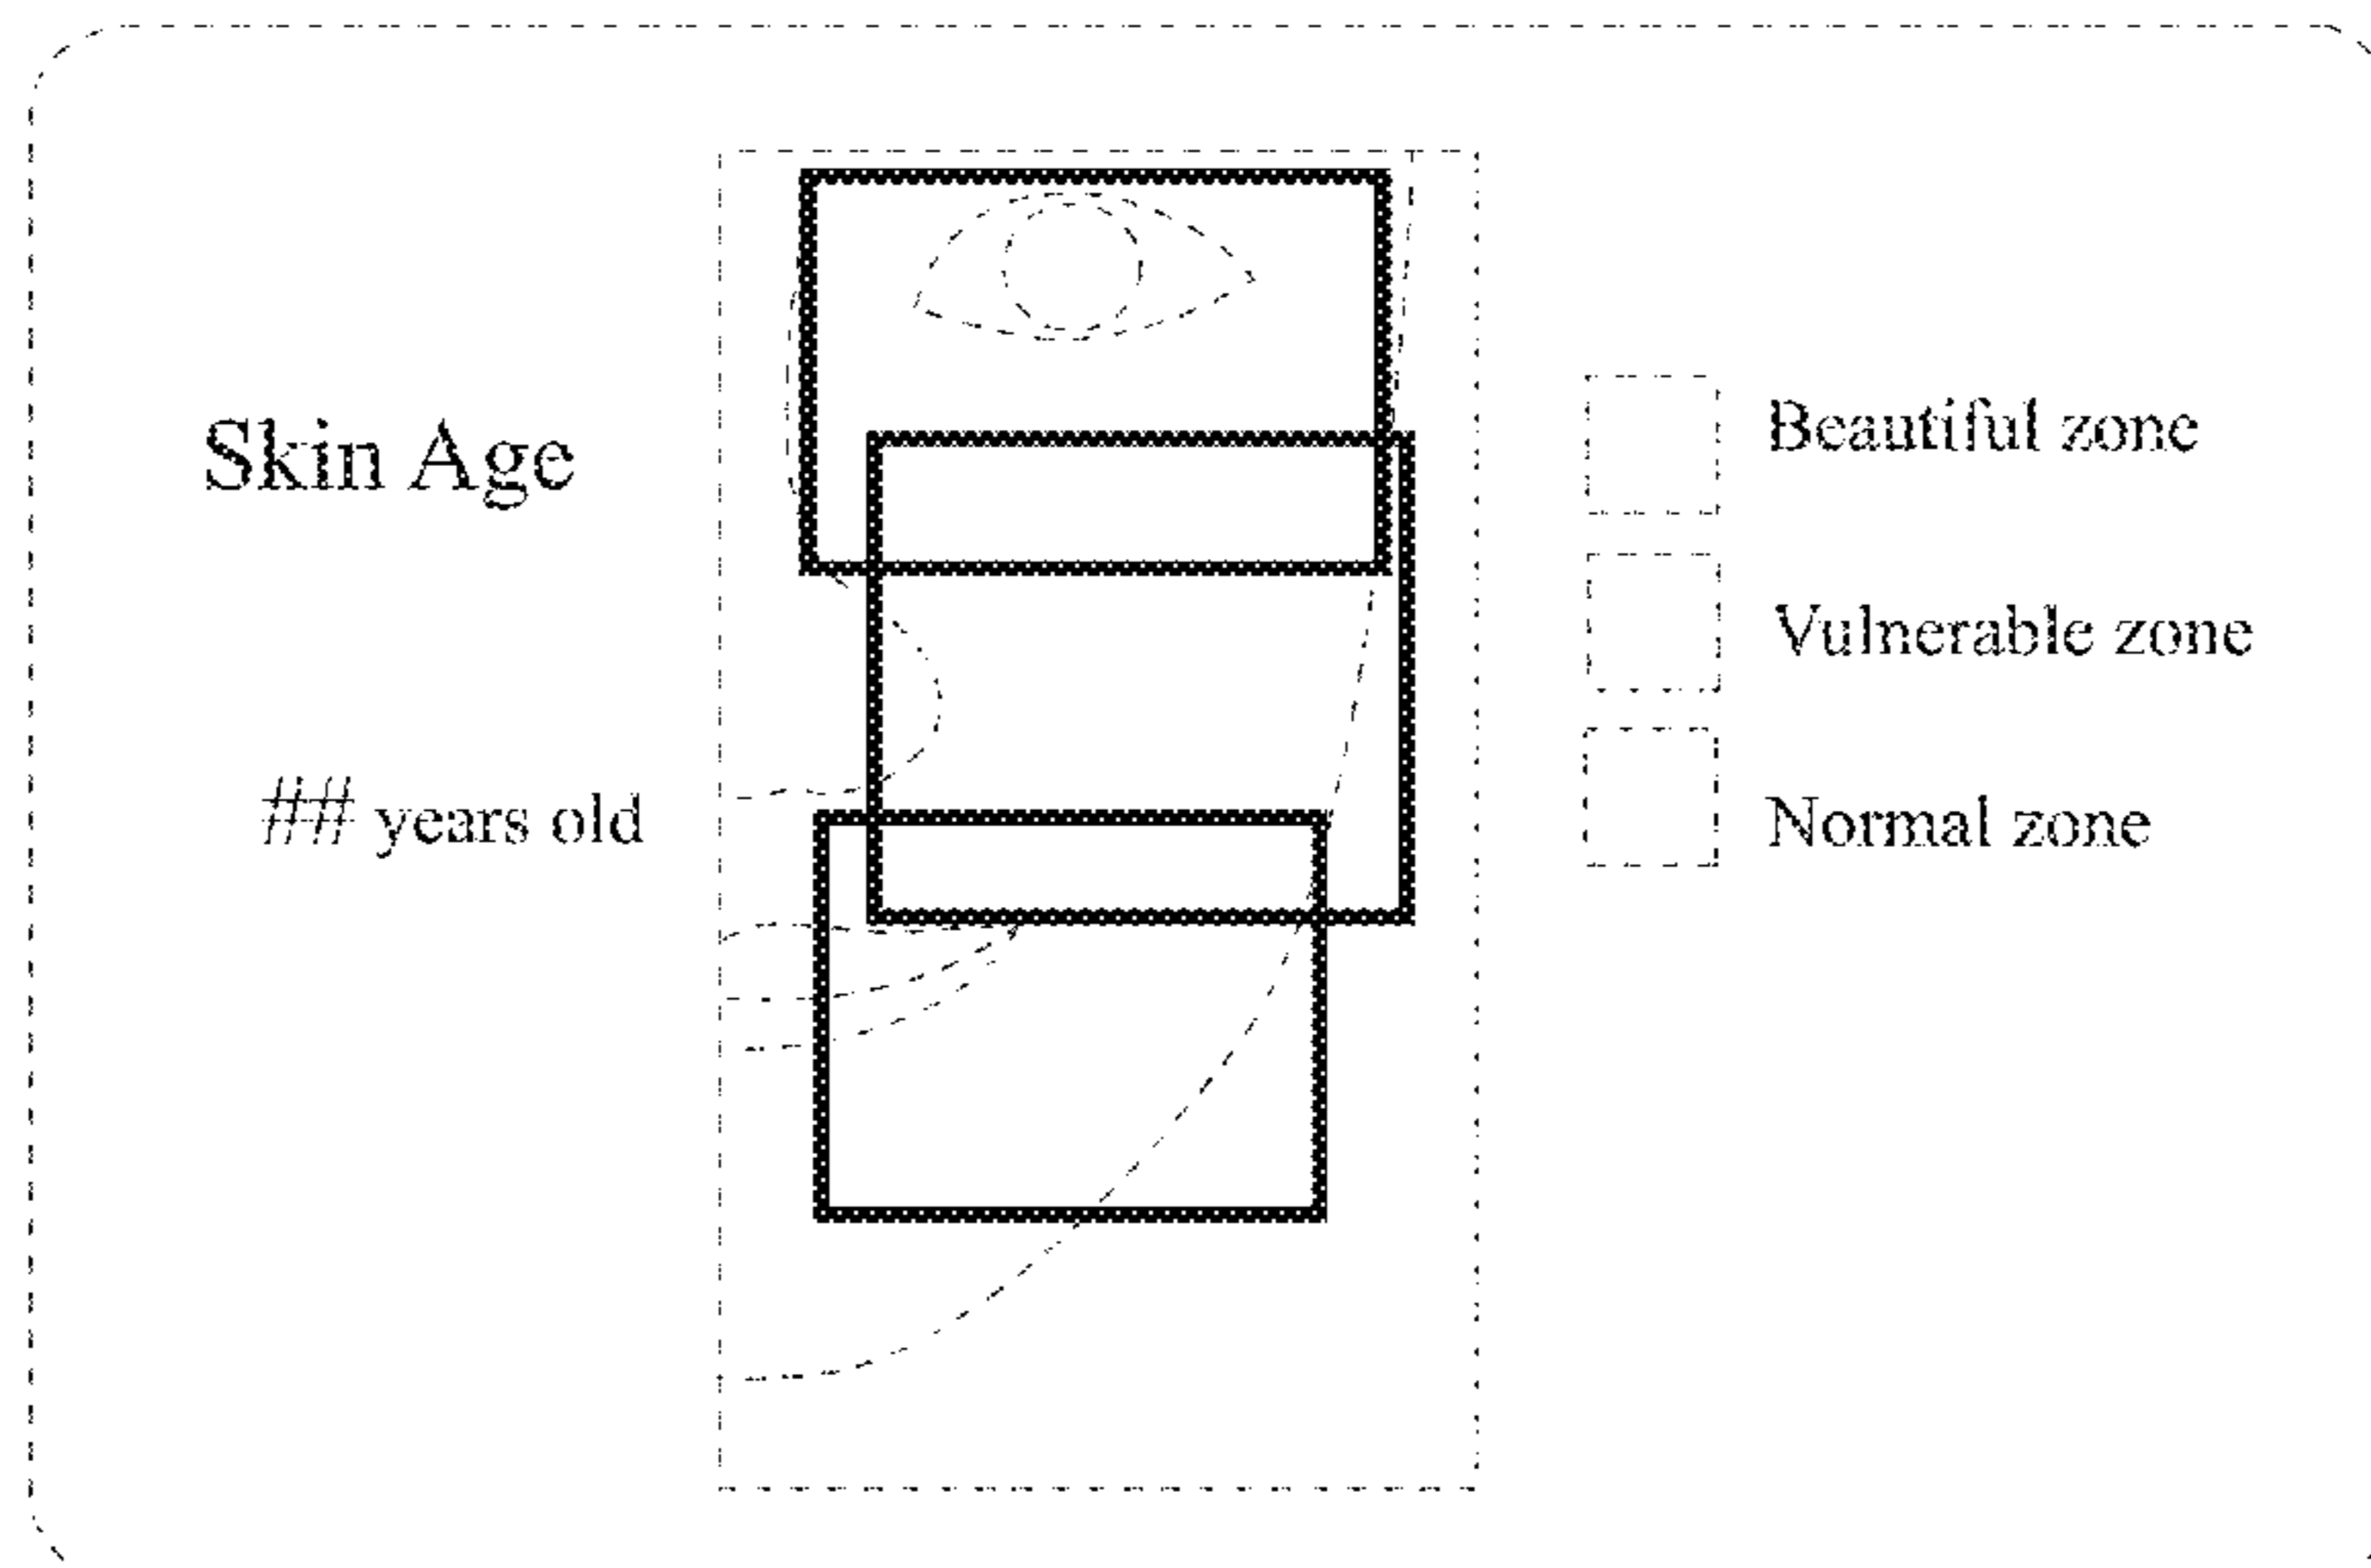 Skin Age
## years old
Beautiful zone
Vulnerable zone
Normal zone